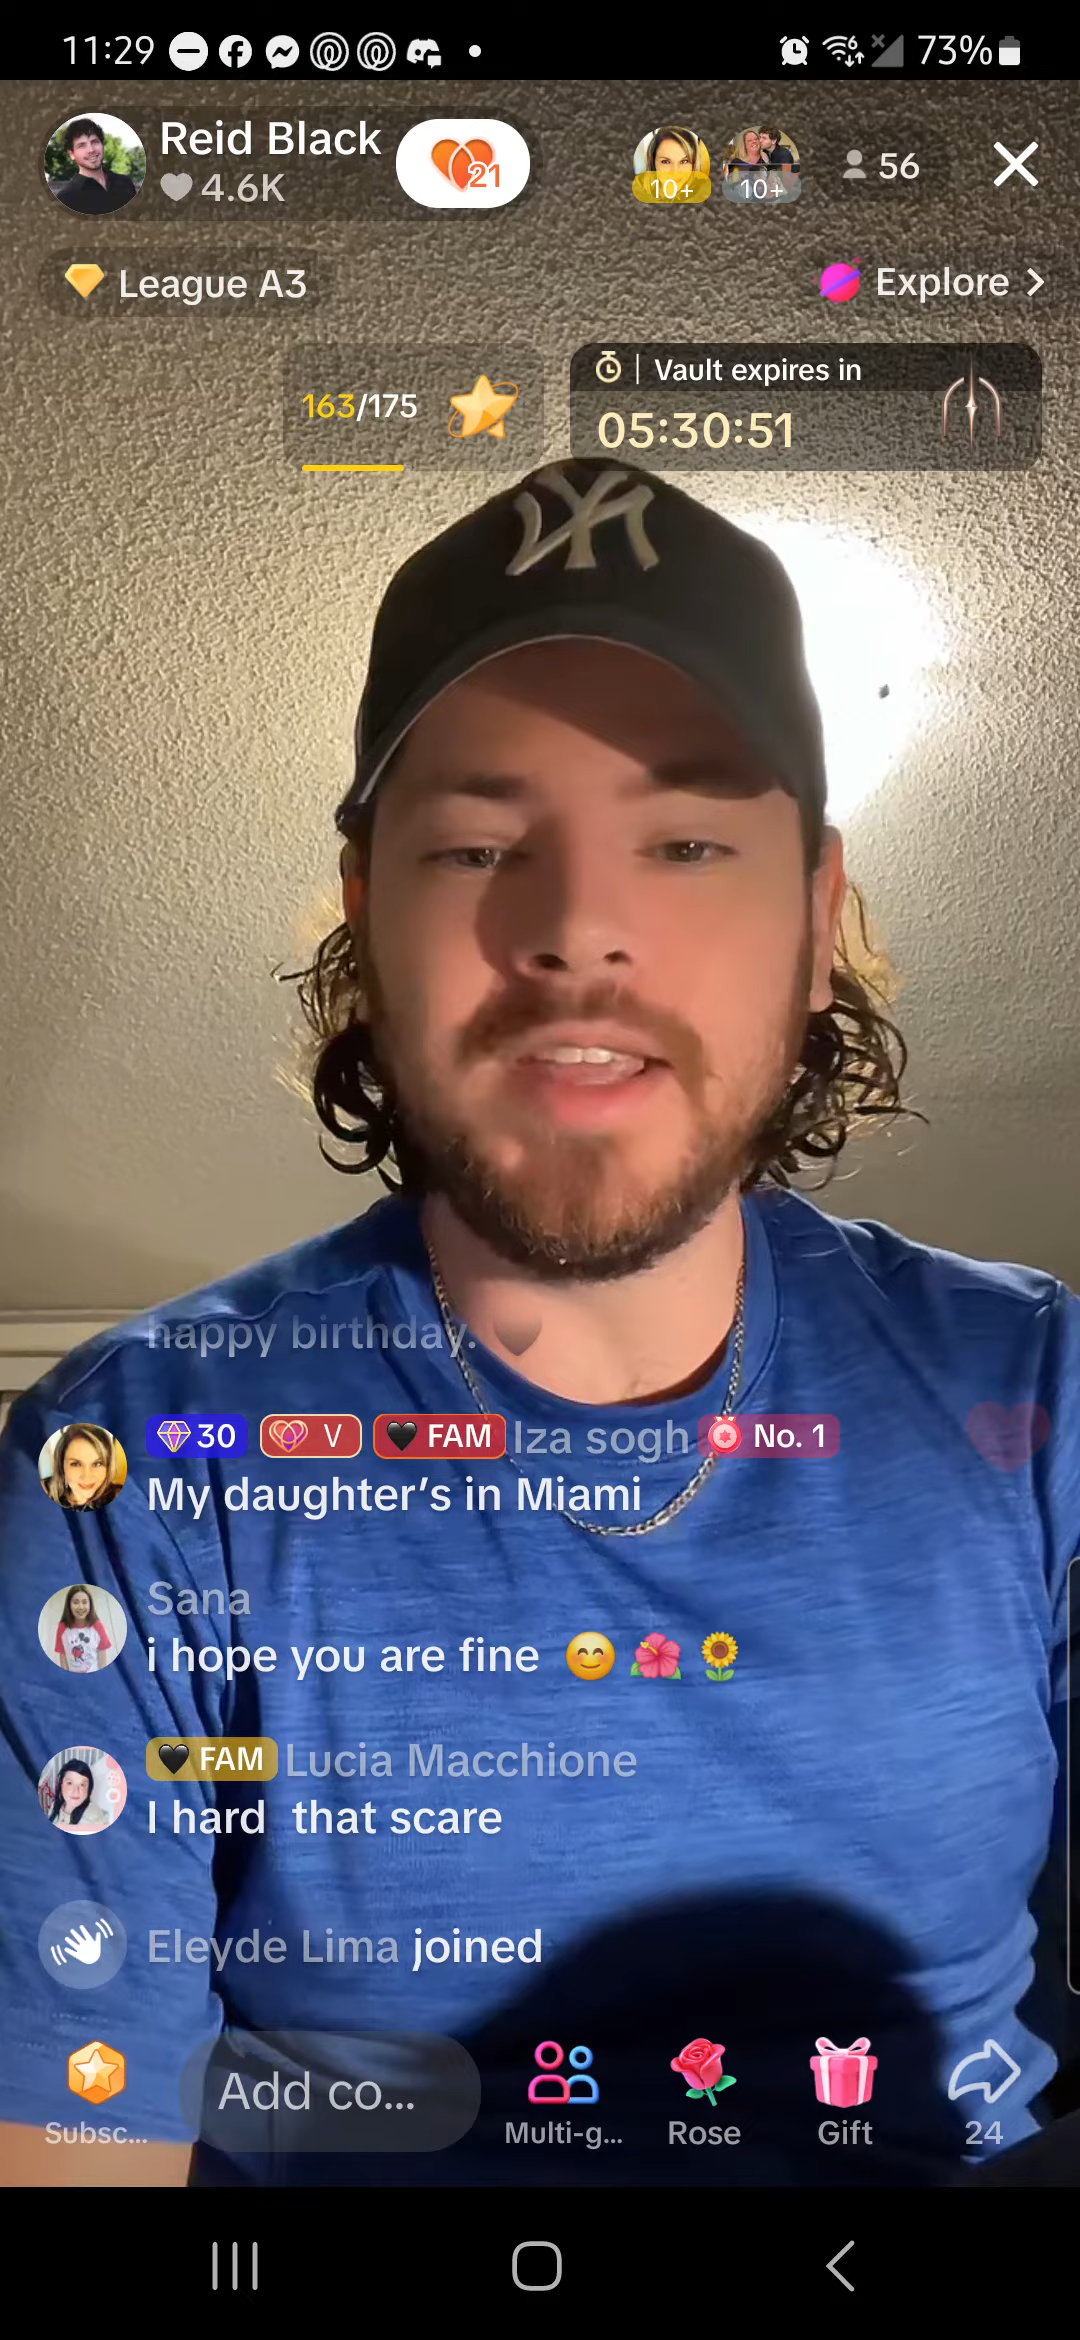 11:29
73%
Reid Black
4.6K
21
10+
10+
56
League A3
Explore >
163/175
Vault expires in
05:30:51
NY
happy birthday. 🖤
30 V 🖤 FAM Iza sogh No. 1
My daughter’s in Miami
Sana
i hope you are fine 😊🌺🌻
🖤 FAM Lucia Macchione
I hard  that scare
Eleyde Lima joined
Subsc...
Add co...
Multi-g...
Rose
Gift
24